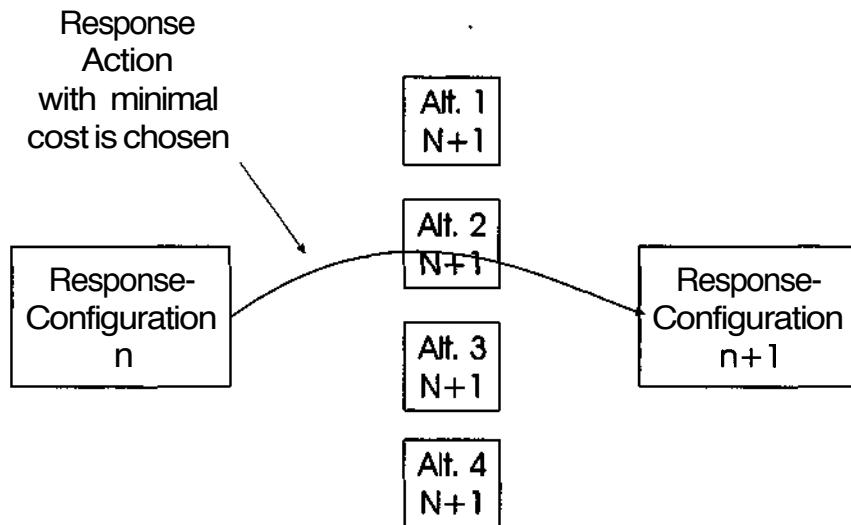 Response
Action
with minimal
cost is chosen
Alt. 1
N+1
Alt. 2
N+1
Response-
Configuration
n
Alt. 3
N+1
Response-
Configuration
n+1
Alt. 4
N+1